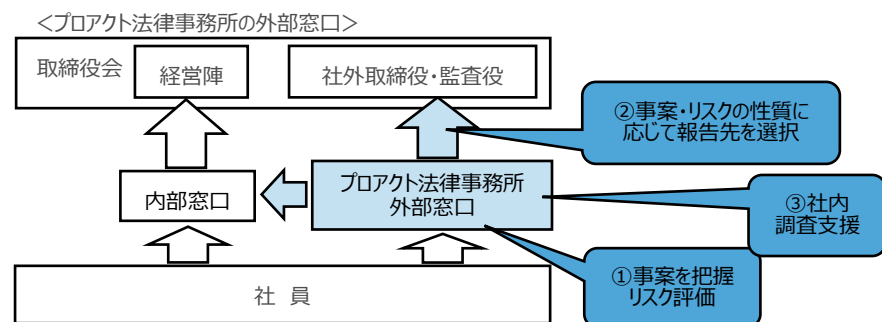 ＜プロアクト法律事務所の外部窓口＞
取締役会
経営陣
社外取締役・監査役
②事案・リスクの性質に
応じて報告先を選択
内部窓口
プロアクト法律事務所
外部窓口
③社内
調査支援
①事案を把握
リスク評価
社 員